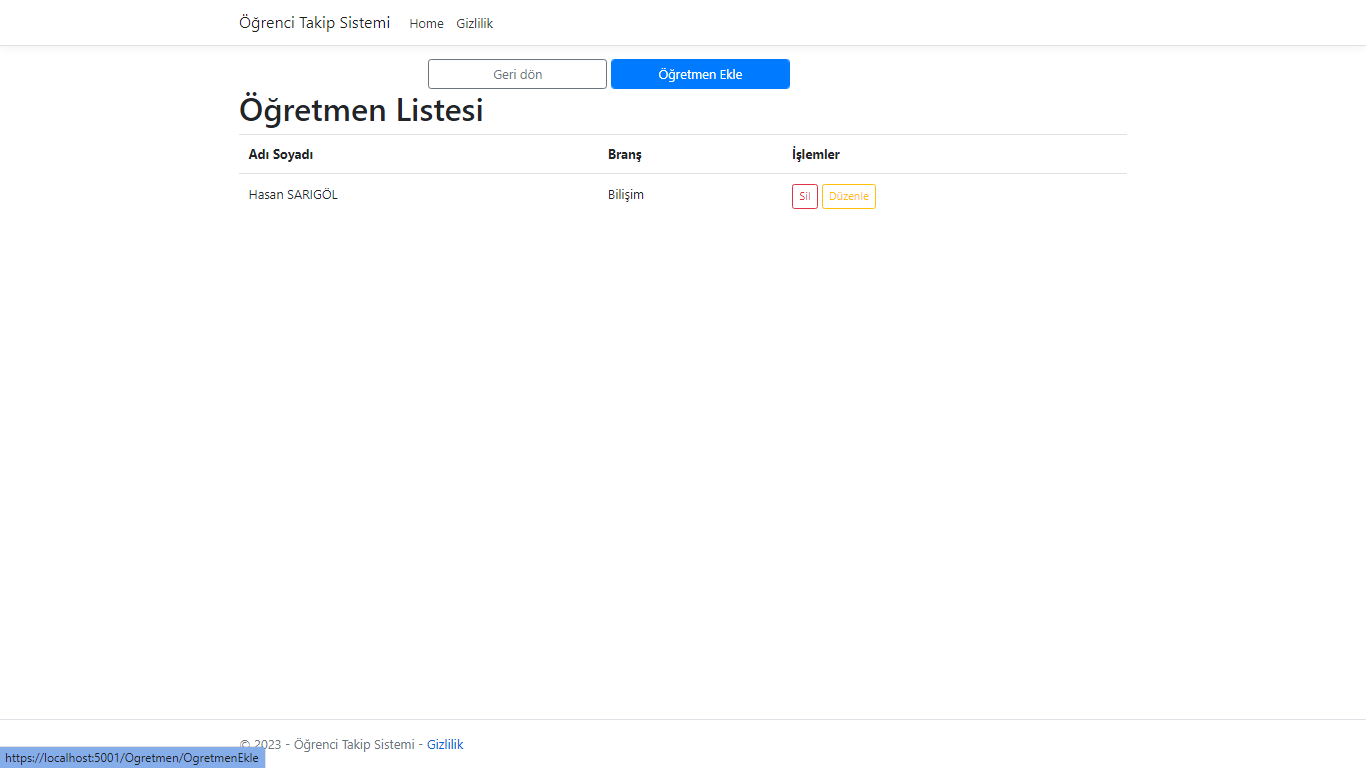 Öğrenci Takip Sistemi Home Gizlilik
Geri dön Öğretmen Ekle
Öğretmen Listesi
Adı Soyadı Branş İşlemler
Hasan SARIGÖL Bilişim Sil Düzenle
© 2023 - Öğrenci Takip Sistemi - Gizlilik
https://localhost:5001/Ogretmen/OgretmenEkle